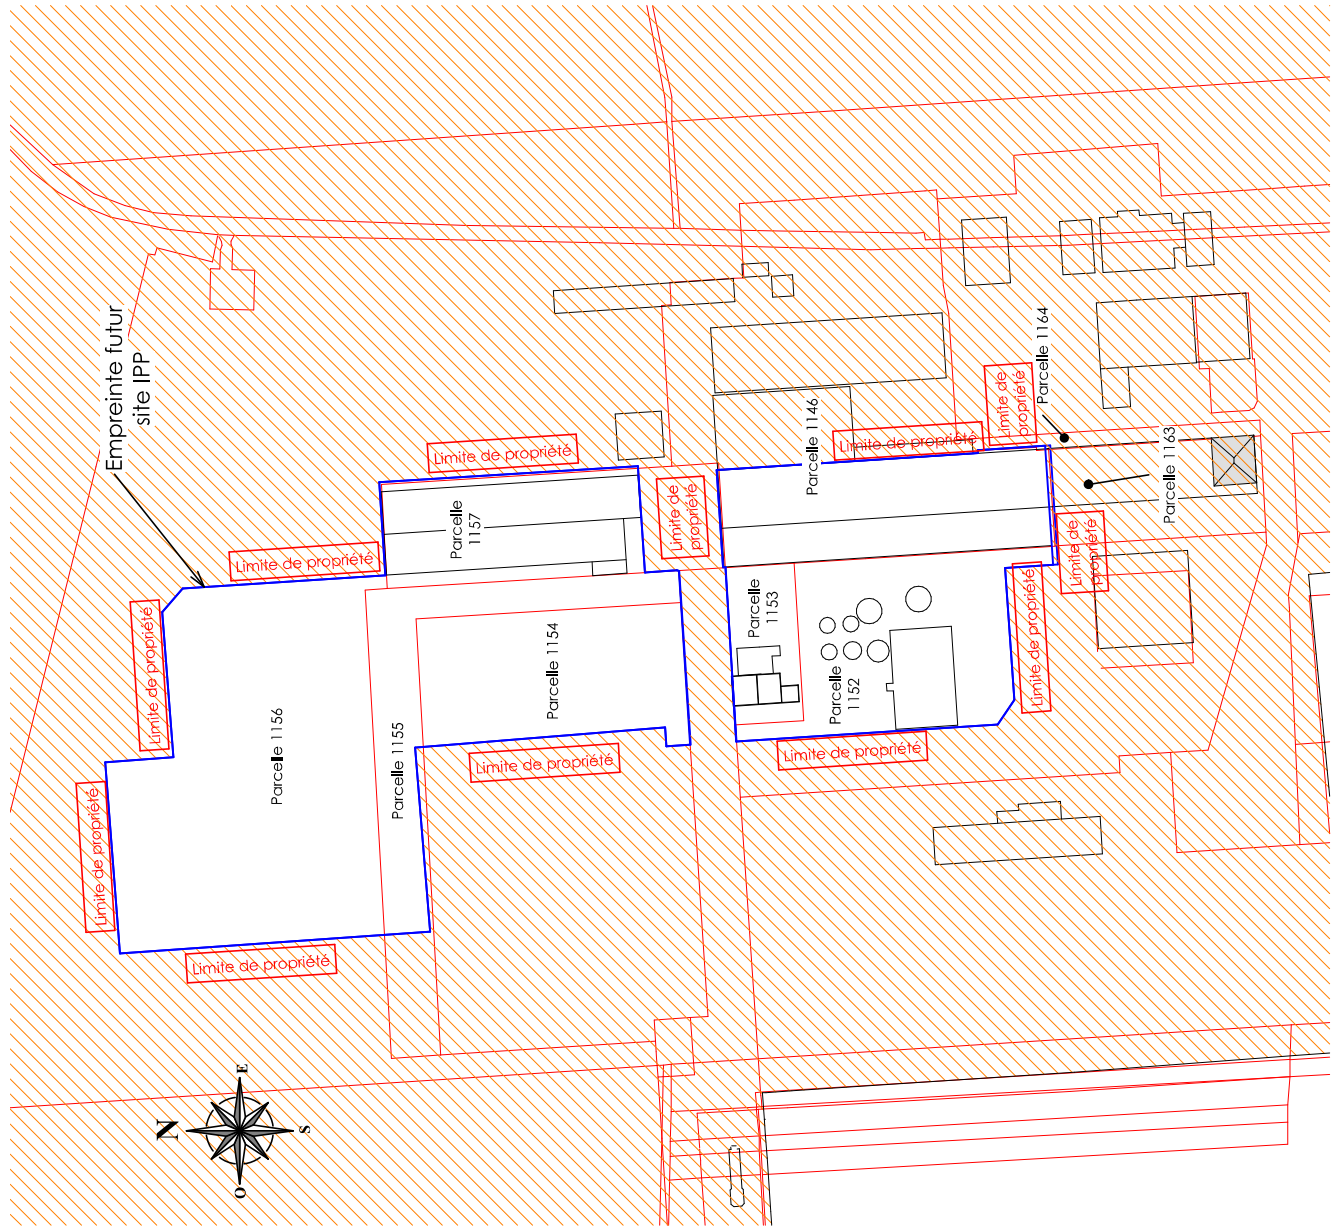 Empreinte futur
site IPP
Limite de propriété
Limite de propriété
Limite de propriété
Limite de propriété
Limite de propriété
Limite de propriété
Limite de
propriété
Limite de propriété
Limite de
propriété
Limite de
propriété
Limite de propriété
Limite de propriété
Parcelle 1156
Parcelle 1155
Parcelle
1157
Parcelle 1154
Parcelle
1153
Parcelle
1152
Parcelle 1146
Parcelle 1164
Parcelle 1163
N
E
S
O